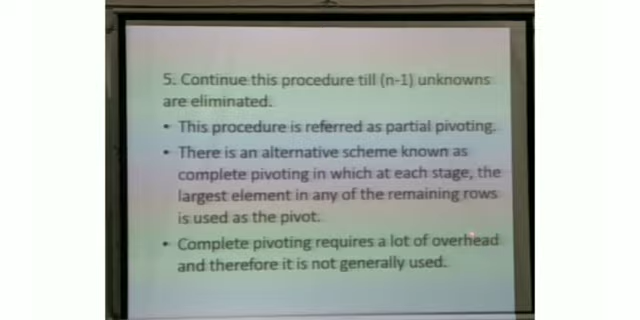 5. Continue this procedure till (n-1) unknowns
are eliminated.
• This procedure is referred as partial pivoting.
• There is an alternative scheme known as
complete pivoting in which at each stage, the
largest element in any of the remaining rows
is used as the pivot.
• Complete pivoting requires a lot of overhead
and therefore it is not generally used.